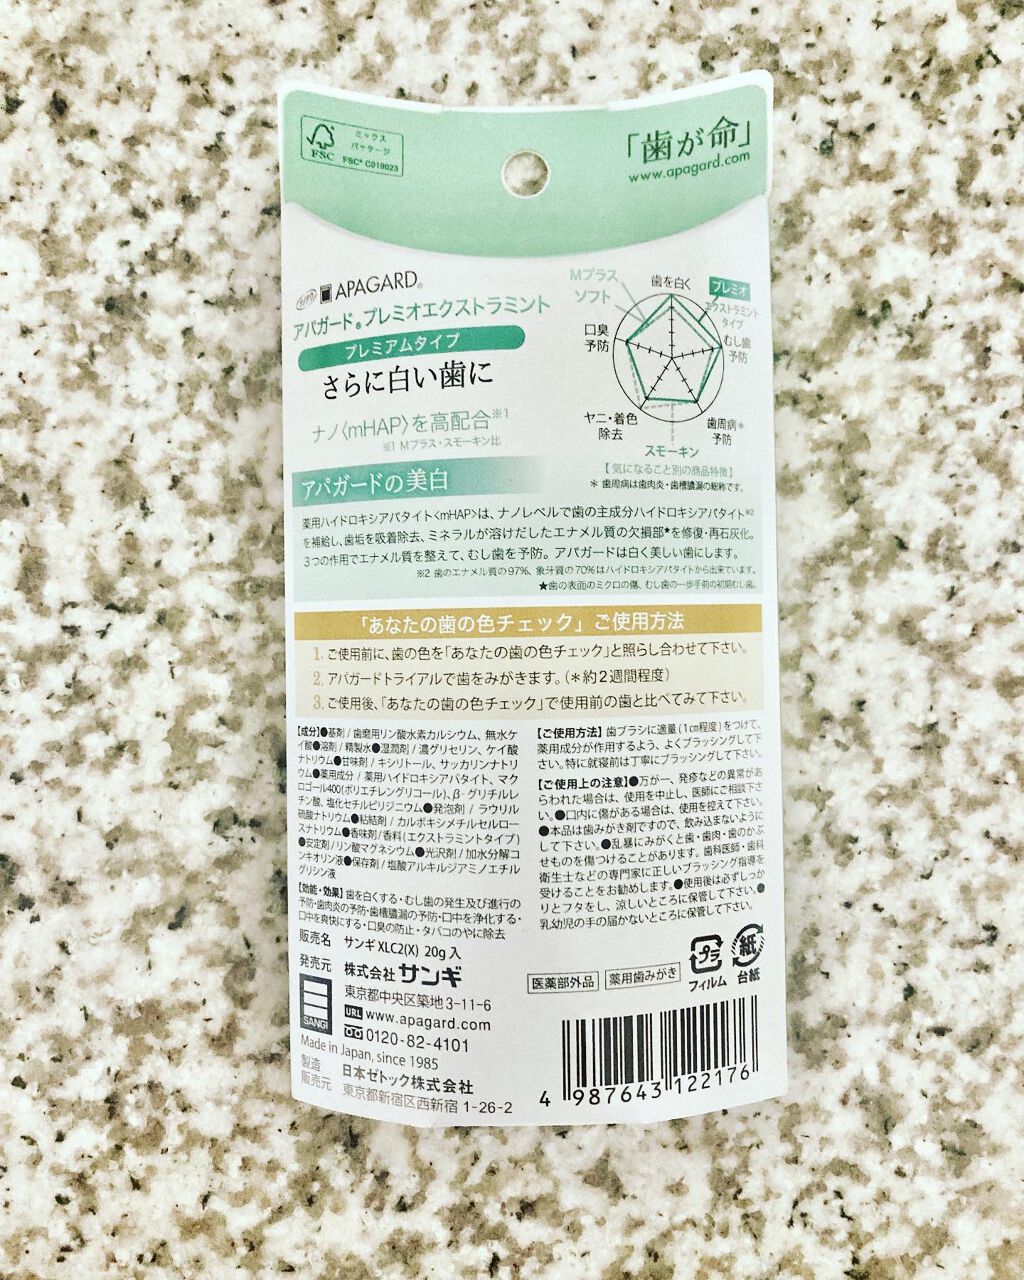 FSC
ミックス
パッケージ
FSC® C019023
「歯が命」
www.apagard.com
APAGARD®
アパガード®プレミオエクストラミント
プレミアムタイプ
さらに白い歯に
ナノ〈mHAP〉を高配合※1
※1 Mプラス・スモーキン比
Mプラス
ソフト
歯を白く
プレミオ
エクストラミント
タイプ
むし歯
予防
口臭
予防
ヤニ・着色
除去
歯周病*
予防
スモーキン
【気になること別の商品特徴】
* 歯周病は歯肉炎・歯槽膿漏の総称です。
アパガードの美白
薬用ハイドロキシアパタイト〈mHAP〉は、ナノレベルで歯の主成分ハイドロキシアパタイト※2
を補給し、歯垢を吸着除去、ミネラルが溶けだしたエナメル質の欠損部★を修復・再石灰化。
3つの作用でエナメル質を整えて、むし歯を予防。アパガードは白く美しい歯にします。
※2 歯のエナメル質の97%、象牙質の70%はハイドロキシアパタイトから出来ています。
★歯の表面のミクロの傷、むし歯の一歩手前の初期むし歯。
「あなたの歯の色チェック」ご使用方法
1. ご使用前に、歯の色を「あなたの歯の色チェック」と照らし合わせて下さい。
2. アパガードトライアルで歯をみがきます。(*約2週間程度)
3. ご使用後、「あなたの歯の色チェック」で使用前の歯と比べてみて下さい。
【成分】●基剤/歯磨用リン酸水素カルシウム、無水ケ
イ酸●溶剤/精製水●湿潤剤/濃グリセリン、ケイ酸
ナトリウム●甘味剤/キシリトール、サッカリンナトリ
ウム●薬用成分/薬用ハイドロキシアパタイト、マク
ロゴール400(ポリエチレングリコール)、β-グリチルレ
チン酸、塩化セチルピリジニウム●発泡剤/ラウリル
硫酸ナトリウム●粘結剤/カルボキシメチルセルロー
スナトリウム●香味剤/香料(エクストラミントタイプ)
●安定剤/リン酸マグネシウム●光沢剤/加水分解コ
ンキオリン液●保存剤/塩酸アルキルジアミノエチル
グリシン液
【効能・効果】歯を白くする・むし歯の発生及び進行の
予防・歯肉炎の予防・歯槽膿漏の予防・口中を浄化する・
口中を爽快にする・口臭の防止・タバコのやに除去
販売名 サンギXLC2(X) 20g入
発売元 株式会社 サンギ
東京都中央区築地3-11-6
SANGI
URL www.apagard.com
0120-82-4101
Made in Japan, since 1985
製造
販売元 日本ゼトック株式会社
東京都新宿区西新宿 1-26-2
【ご使用方法】歯ブラシに適量(1cm程度)をつけて、
薬用成分が作用するよう、よくブラッシングして下
さい。特に就寝前は丁寧にブラッシングして下さい。
【ご使用上の注意】●万が一、発疹などの異常があ
らわれた場合は、使用を中止し、医師にご相談下さ
い。●口内に傷がある場合は、使用を控えて下さい。
●本品は歯みがき剤ですので、飲み込まないように
して下さい。●乱暴にみがくと歯・歯肉・歯のかぶ
せものを傷つけることがあります。歯科医師・歯科
衛生士などの専門家に正しいブラッシング指導を
受けることをお勧めします。●使用後は必ずしっか
りとフタをし、涼しいところに保管して下さい。●
乳幼児の手の届かないところに保管して下さい。
医薬部外品
薬用歯みがき
プラ
フィルム
紙
台紙
4 987643 122176